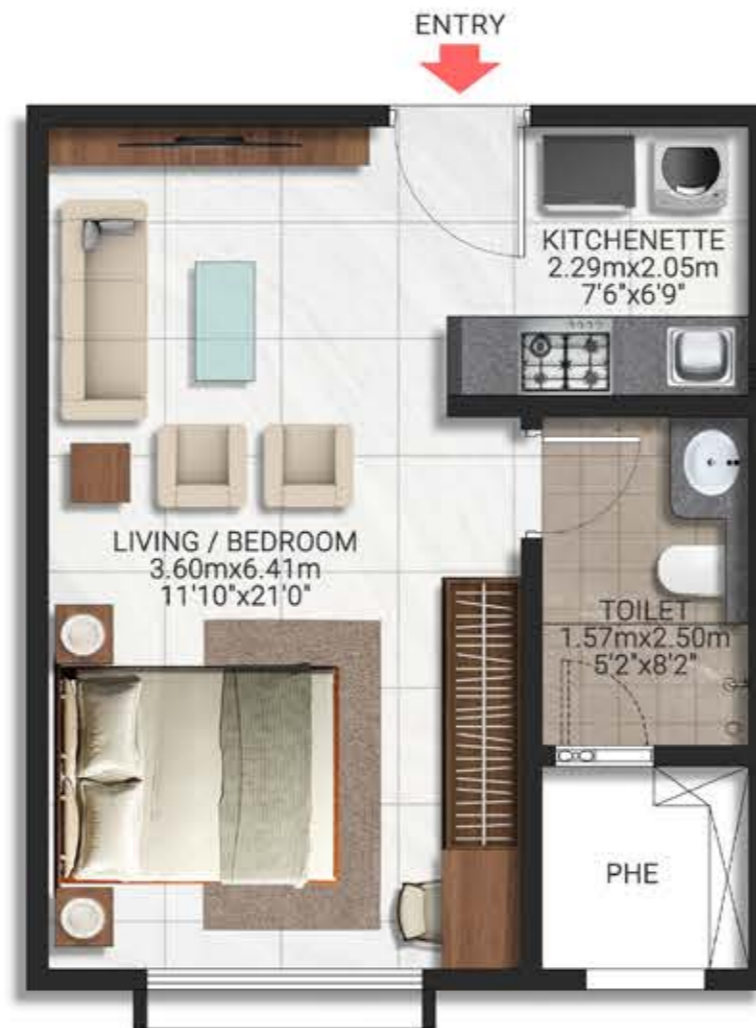 ENTRY
KITCHENETTE
2.29mx2.05m
7'6"x6'9"
LIVING / BEDROOM
3.60mx6.41m
11'10"x21'0"
TOILET
1.57mx2.50m
5'2"x8'2"
PHE